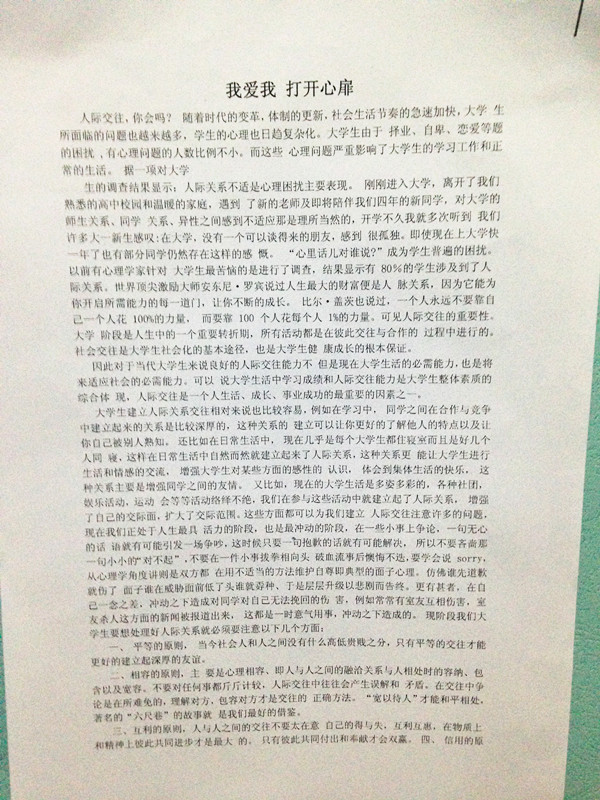 我爱我 打开心扉
人际交往，你会吗？ 随着时代的变革，体制的更新，社会生活节奏的急速加快，大学 生
所面临的问题也越来越多，学生的心理也日趋复杂化。大学生由于 择业、自卑、恋爱等题
的困扰 ，有心理问题的人数比例不小。而这些 心理问题严重影响了大学生的学习工作和正
常的生活。 据一项对大学
生的调查结果显示：人际关系不适是心理困扰主要表现。 刚刚进入大学，离开了我们
熟悉的高中校园和温暖的家庭，遇到 了新的老师及即将陪伴我们四年的新同学，对大学的
师生关系、同学 关系、异性之间感到不适应那是理所当然的，开学不久我就多次听到 我们
许多大一新生感叹:在大学，没有一个可以谈得来的朋友，感到 很孤独。即使现在上大学快
一年了也有部分同学仍然存在这样的感 慨。 “心里话儿对谁说?”成为学生普遍的困扰。
以前有心理学家针对 大学生最苦恼的是进行了调查，结果显示有 80％的学生涉及到了人
际关系。世界顶尖激励大师安东尼·罗宾说过人生最大的财富便是人 脉关系，因为它能为
你开启所需能力的每一道门，让你不断的成长。 比尔·盖茨也说过，一个人永远不要靠自
己一个人花 100%的力量， 而要靠 100 个人花每个人 1%的力量。可见人际交往的重要性。
大学 阶段是人生中的一个重要转折期，所有活动都是在彼此交往与合作的 过程中进行的。
社会交往是大学生社会化的基本途径，也是大学生健 康成长的根本保证。
因此对于当代大学生来说良好的人际交往能力不 但是现在大学生活的必需能力，也是将
来适应社会的必需能力。可以 说大学生活中学习成绩和人际交往能力是大学生整体素质的
综合体 现，人际交往是一个人生活、成长、事业成功的最重要的因素之一。
大学生建立人际关系交往相对来说也比较容易，例如在学习中， 同学之间在合作与竞争
中建立起来的关系是比较深厚的，这种关系的 建立可以让你更好的了解他人的特点以及让
你自己被别人熟知。 还比如在日常生活中， 现在几乎是每个大学生都住寝室而且是好几个
人同 寝，这样在日常生活中自然而然就建立起来了人际关系，这种关系更 能让大学生进行
生活和情感的交流， 增强大学生对某些方面的感性的 认识， 体会到集体生活的快乐， 这
种关系主要是增强同学之间的友情。 又比如，现在的大学生活是多姿多彩的，各种社团，
娱乐活动，运动 会等等活动络绎不绝，我们在参与这些活动中就建立起了人际关系， 增强
了自己的交际面，扩大了交际范围，这些方面都可以为我们建立 人际交往注意许多的问题，
现在我们正处于人生最具 活力的阶段，也是最冲动的阶段，在一些小事上争论，一句无心
的话 语就有可能引发一场争吵，这时候只要一句抱歉的话就有可能解决， 所以不要吝啬那
一句小小的“对不起”,不要在一件小事拔拳相向头 破血流事后懊悔不迭,要学会说 sorry,
从心理学角度讲则是双方都 在用不适当的方法维护自尊即典型的面子心理。仿佛谁先道歉
就伤了 面子谁在威胁面前低了头谁就孬种、于是层层升级以悲剧而告终。更有甚者，在自
己一念之差，冲动之下造成对同学对自己无法挽回的伤 害，例如常常有室友互相伤害，室
友杀人这方面的新闻被报道出来， 这都是一时意气用事，冲动之下造成的。 现阶段我们大
学生要想处理好人际关系就必须要注意以下几个方面：
一、 平等的原则， 当今社会人和人之间没有什么高低贵贱之分，只有平等的交往才能
更好的建立起深厚的友谊。
二、相容的原则，主 要是心理相容，即人与人之间的融洽关系与人相处时的容纳、包
含以及宽容。不要对任何事都斤斤计较，人际交往中往往会产生误解和 矛盾，在交往中争
论是在所难免的，理解对方，包容对方才是交往的 正确方法。 “宽以待人”才能和平相处，
著名的 “六尺巷” 的故事就 是我们最好的借鉴。
三、互利的原则，人与人之间的交往不要太在意 自己的得与失，互利互惠，在物质上
和精神上彼此共同进步才是最大 的。 只有彼此共同付出和奉献才会双赢。 四、 信用的原